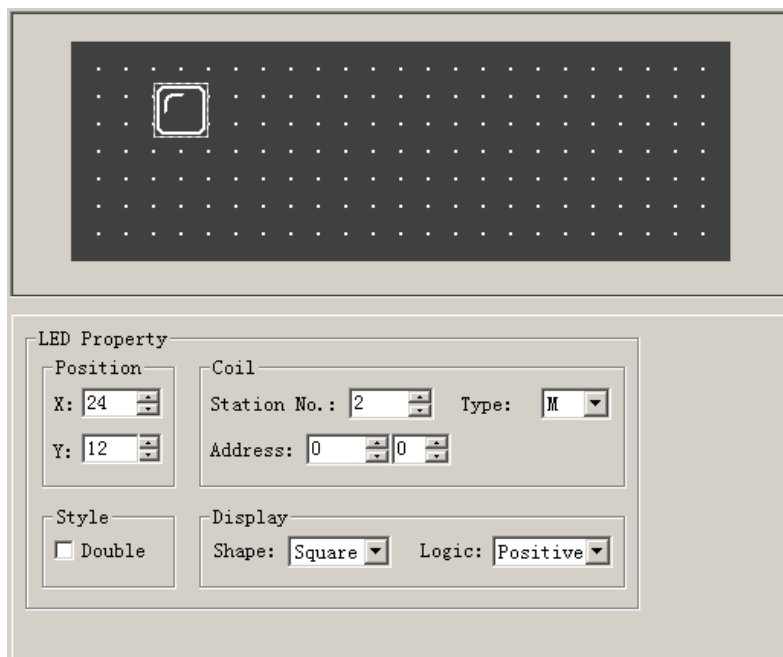 LED Property
Position
Coil
X: 24
Station No.: 2
Type: M
Y: 12
Address: 0 0
Style
Display
Double
Shape: Square
Logic: Positive